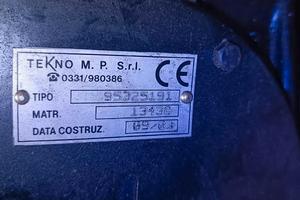 TEKNO M. P. S.r.l.
☎0331/980386
CE
TIPO 95325191
MATR. 13436
DATA COSTRUZ. 09/03